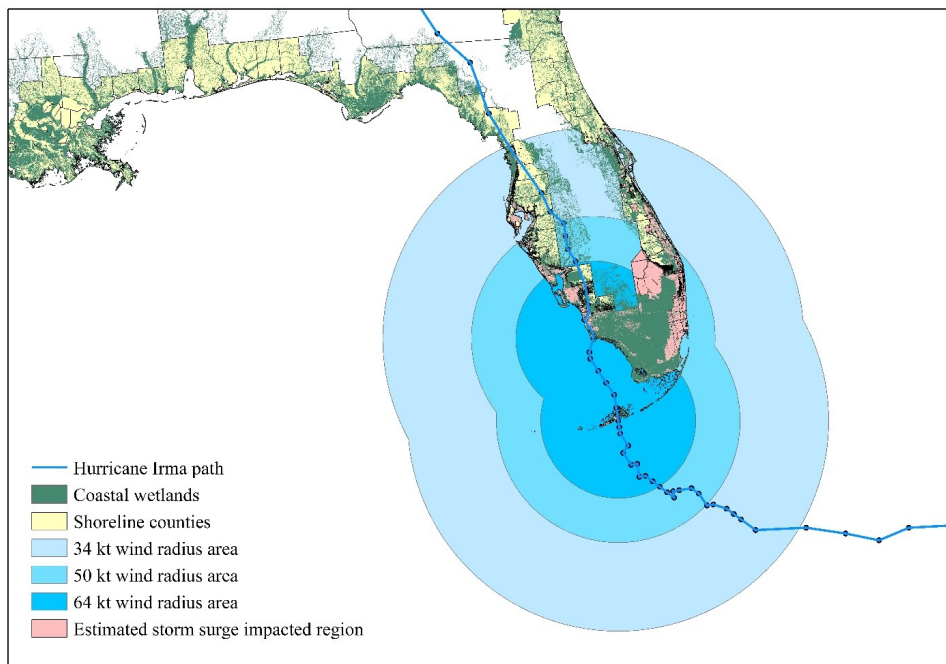 Hurricane Irma path
Coastal wetlands
Shoreline counties
34 kt wind radius area
50 kt wind radius area
64 kt wind radius area
Estimated storm surge impacted region